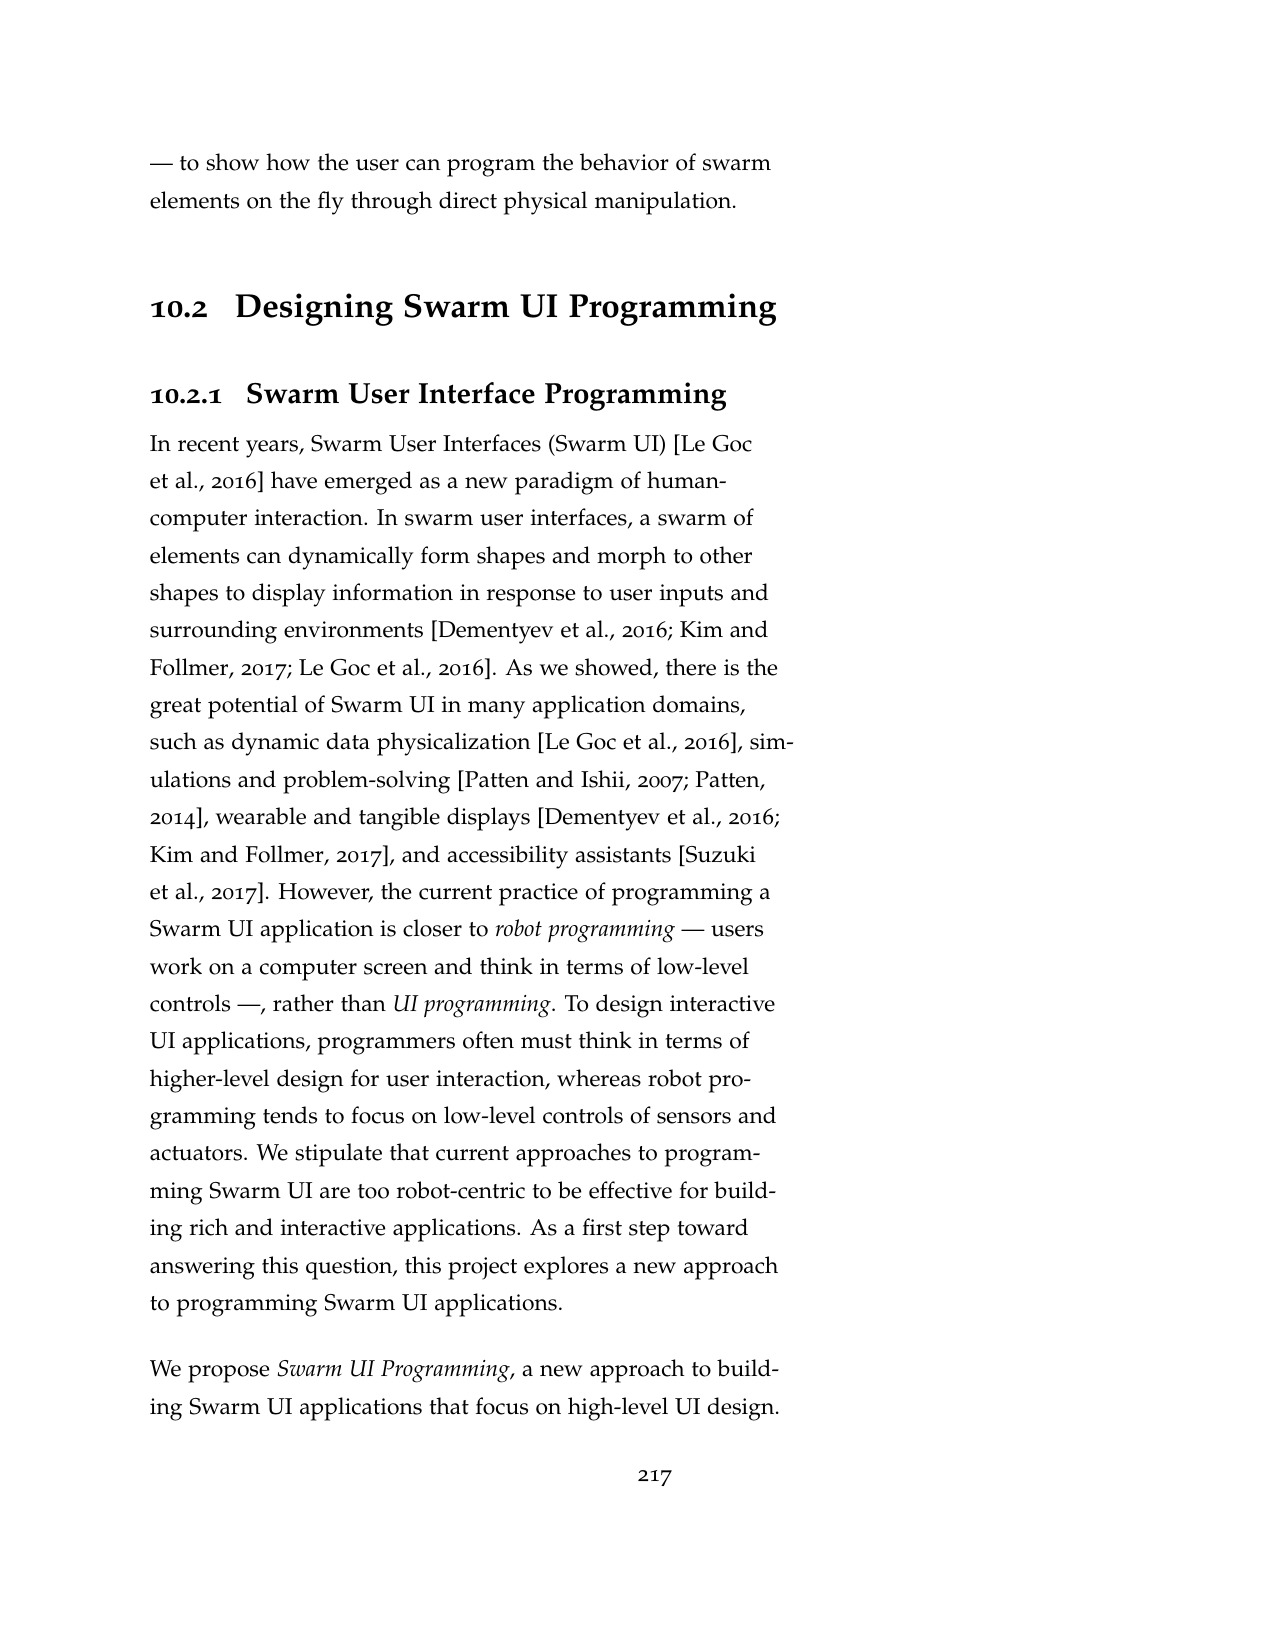 — to show how the user can program the behavior of swarm
elements on the fly through direct physical manipulation.
10.2 Designing Swarm UI Programming
10.2.1 Swarm User Interface Programming
In recent years, Swarm User Interfaces (Swarm UI) [Le Goc
et al., 2016] have emerged as a new paradigm of human-
computer interaction. In swarm user interfaces, a swarm of
elements can dynamically form shapes and morph to other
shapes to display information in response to user inputs and
surrounding environments [Dementyev et al., 2016; Kim and
Follmer, 2017; Le Goc et al., 2016]. As we showed, there is the
great potential of Swarm UI in many application domains,
such as dynamic data physicalization [Le Goc et al., 2016], sim-
ulations and problem-solving [Patten and Ishii, 2007; Patten,
2014], wearable and tangible displays [Dementyev et al., 2016;
Kim and Follmer, 2017], and accessibility assistants [Suzuki
et al., 2017]. However, the current practice of programming a
Swarm UI application is closer to robot programming — users
work on a computer screen and think in terms of low-level
controls —, rather than UI programming. To design interactive
UI applications, programmers often must think in terms of
higher-level design for user interaction, whereas robot pro-
gramming tends to focus on low-level controls of sensors and
actuators. We stipulate that current approaches to program-
ming Swarm UI are too robot-centric to be effective for build-
ing rich and interactive applications. As a first step toward
answering this question, this project explores a new approach
to programming Swarm UI applications.
We propose Swarm UI Programming, a new approach to build-
ing Swarm UI applications that focus on high-level UI design.
217